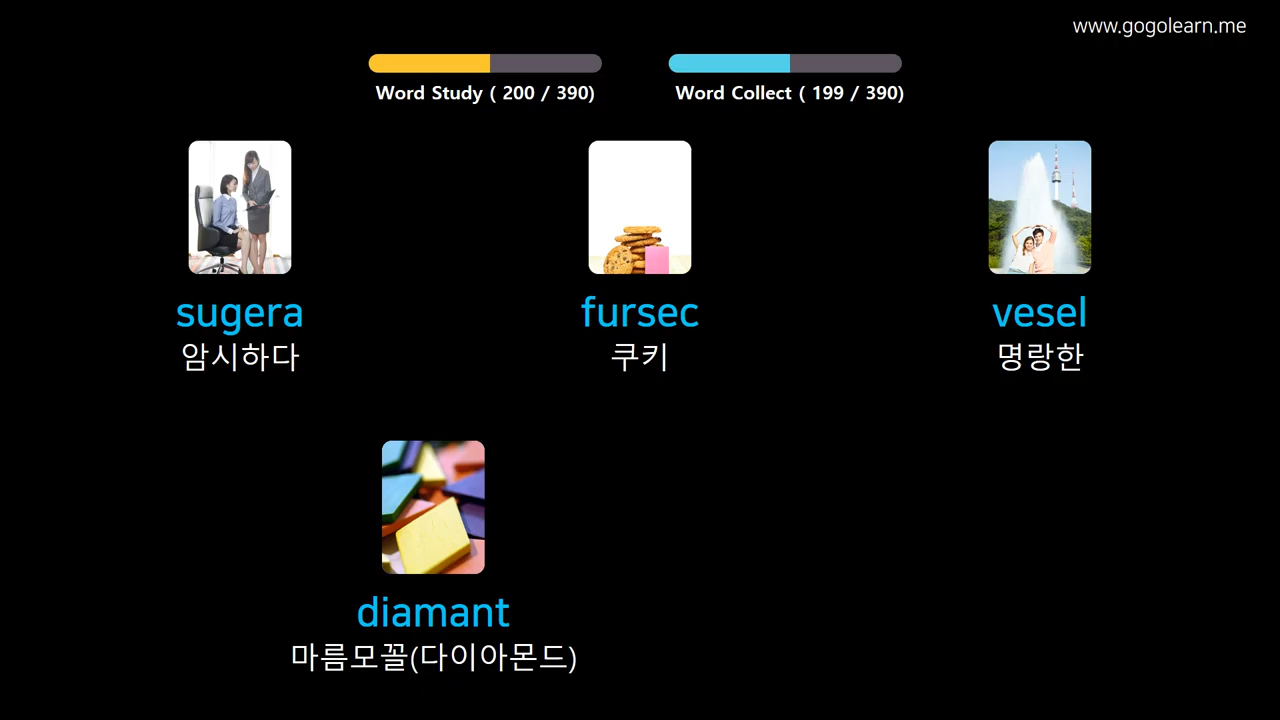 www.gogolearn.me
Word Study ( 200 / 390)
Word Collect ( 199 / 390)
sugera
암시하다
fursec
쿠키
vesel
명랑한
diamant
마름모꼴(다이아몬드)